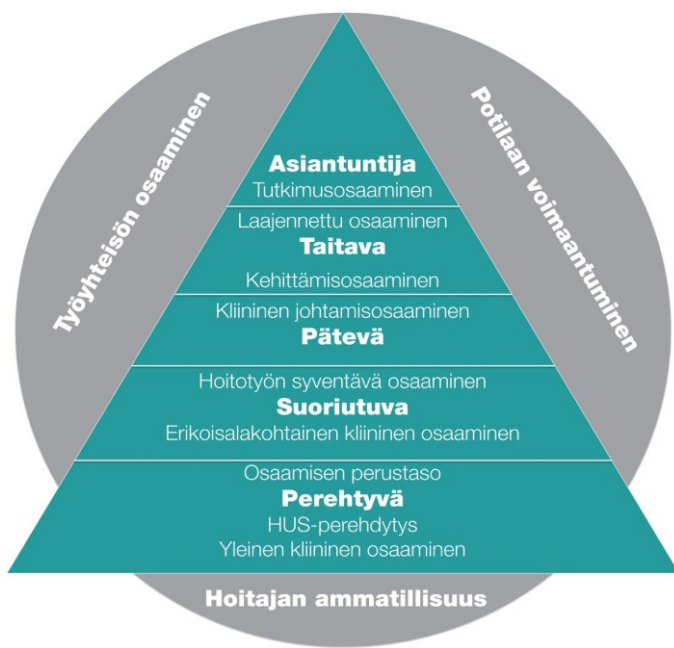 Työyhteisön osaaminen
Potilaan voimaantuminen
Asiantuntija
Tutkimusosaaminen
Laajennettu osaaminen
Taitava
Kehittämisosaaminen
Kliininen johtamisosaaminen
Pätevä
Hoitotyön syventävä osaaminen
Suoriutuva
Erikoisalakohtainen kliininen osaaminen
Osaamisen perustaso
Perehtyvä
HUS-perehdytys
Yleinen kliininen osaaminen
Hoitajan ammatillisuus